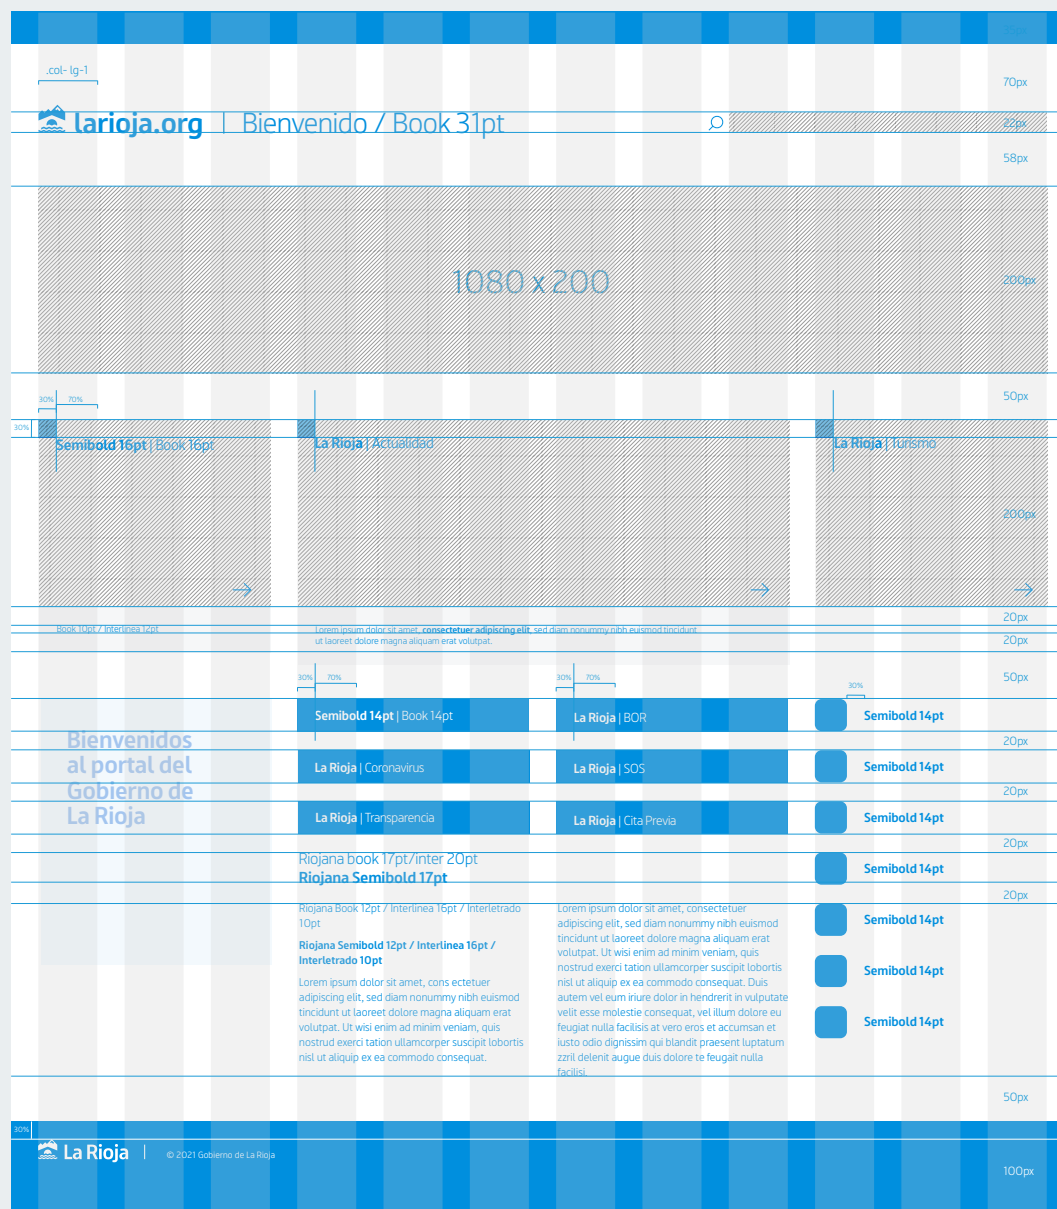 35px
.col- lg-1
70px
larioja.org | Bienvenido / Book 31pt
22px
58px
1080 x 200
200px
50px
30% 70%
30%
Semibold 16pt | Book 16pt
La Rioja | Actualidad
La Rioja | Turismo
200px
20px
Book 10pt / Interlinea 12pt
Lorem ipsum dolor sit amet, consectetuer adipiscing elit, sed diam nonummy nibh euismod tincidunt
ut laoreet dolore magna aliquam erat volutpat.
20px
30% 70%
30% 70%
50px
30%
Semibold 14pt | Book 14pt
La Rioja | BOR
Semibold 14pt
20px
La Rioja | Coronavirus
La Rioja | SOS
Semibold 14pt
20px
La Rioja | Transparencia
La Rioja | Cita Previa
Semibold 14pt
20px
Bienvenidos
al portal del
Gobierno de
La Rioja
Riojana book 17pt/inter 20pt
Riojana Semibold 17pt
Semibold 14pt
20px
Riojana Book 12pt / Interlinea 16pt / Interletrado
10pt
Riojana Semibold 12pt / Interlinea 16pt /
Interletrado 10pt
Lorem ipsum dolor sit amet, cons ectetuer
adipiscing elit, sed diam nonummy nibh euismod
tincidunt ut laoreet dolore magna aliquam erat
volutpat. Ut wisi enim ad minim veniam, quis
nostrud exerci tation ullamcorper suscipit lobortis
nisl ut aliquip ex ea commodo consequat.
Lorem ipsum dolor sit amet, consectetuer
adipiscing elit, sed diam nonummy nibh euismod
tincidunt ut laoreet dolore magna aliquam erat
volutpat. Ut wisi enim ad minim veniam, quis
nostrud exerci tation ullamcorper suscipit lobortis
nisl ut aliquip ex ea commodo consequat. Duis
autem vel eum iriure dolor in hendrerit in vulputate
velit esse molestie consequat, vel illum dolore eu
feugiat nulla facilisis at vero eros et accumsan et
iusto odio dignissim qui blandit praesent luptatum
zzril delenit augue duis dolore te feugait nulla
facilisi.
Semibold 14pt
Semibold 14pt
Semibold 14pt
50px
30%
La Rioja | © 2021 Gobierno de La Rioja
100px